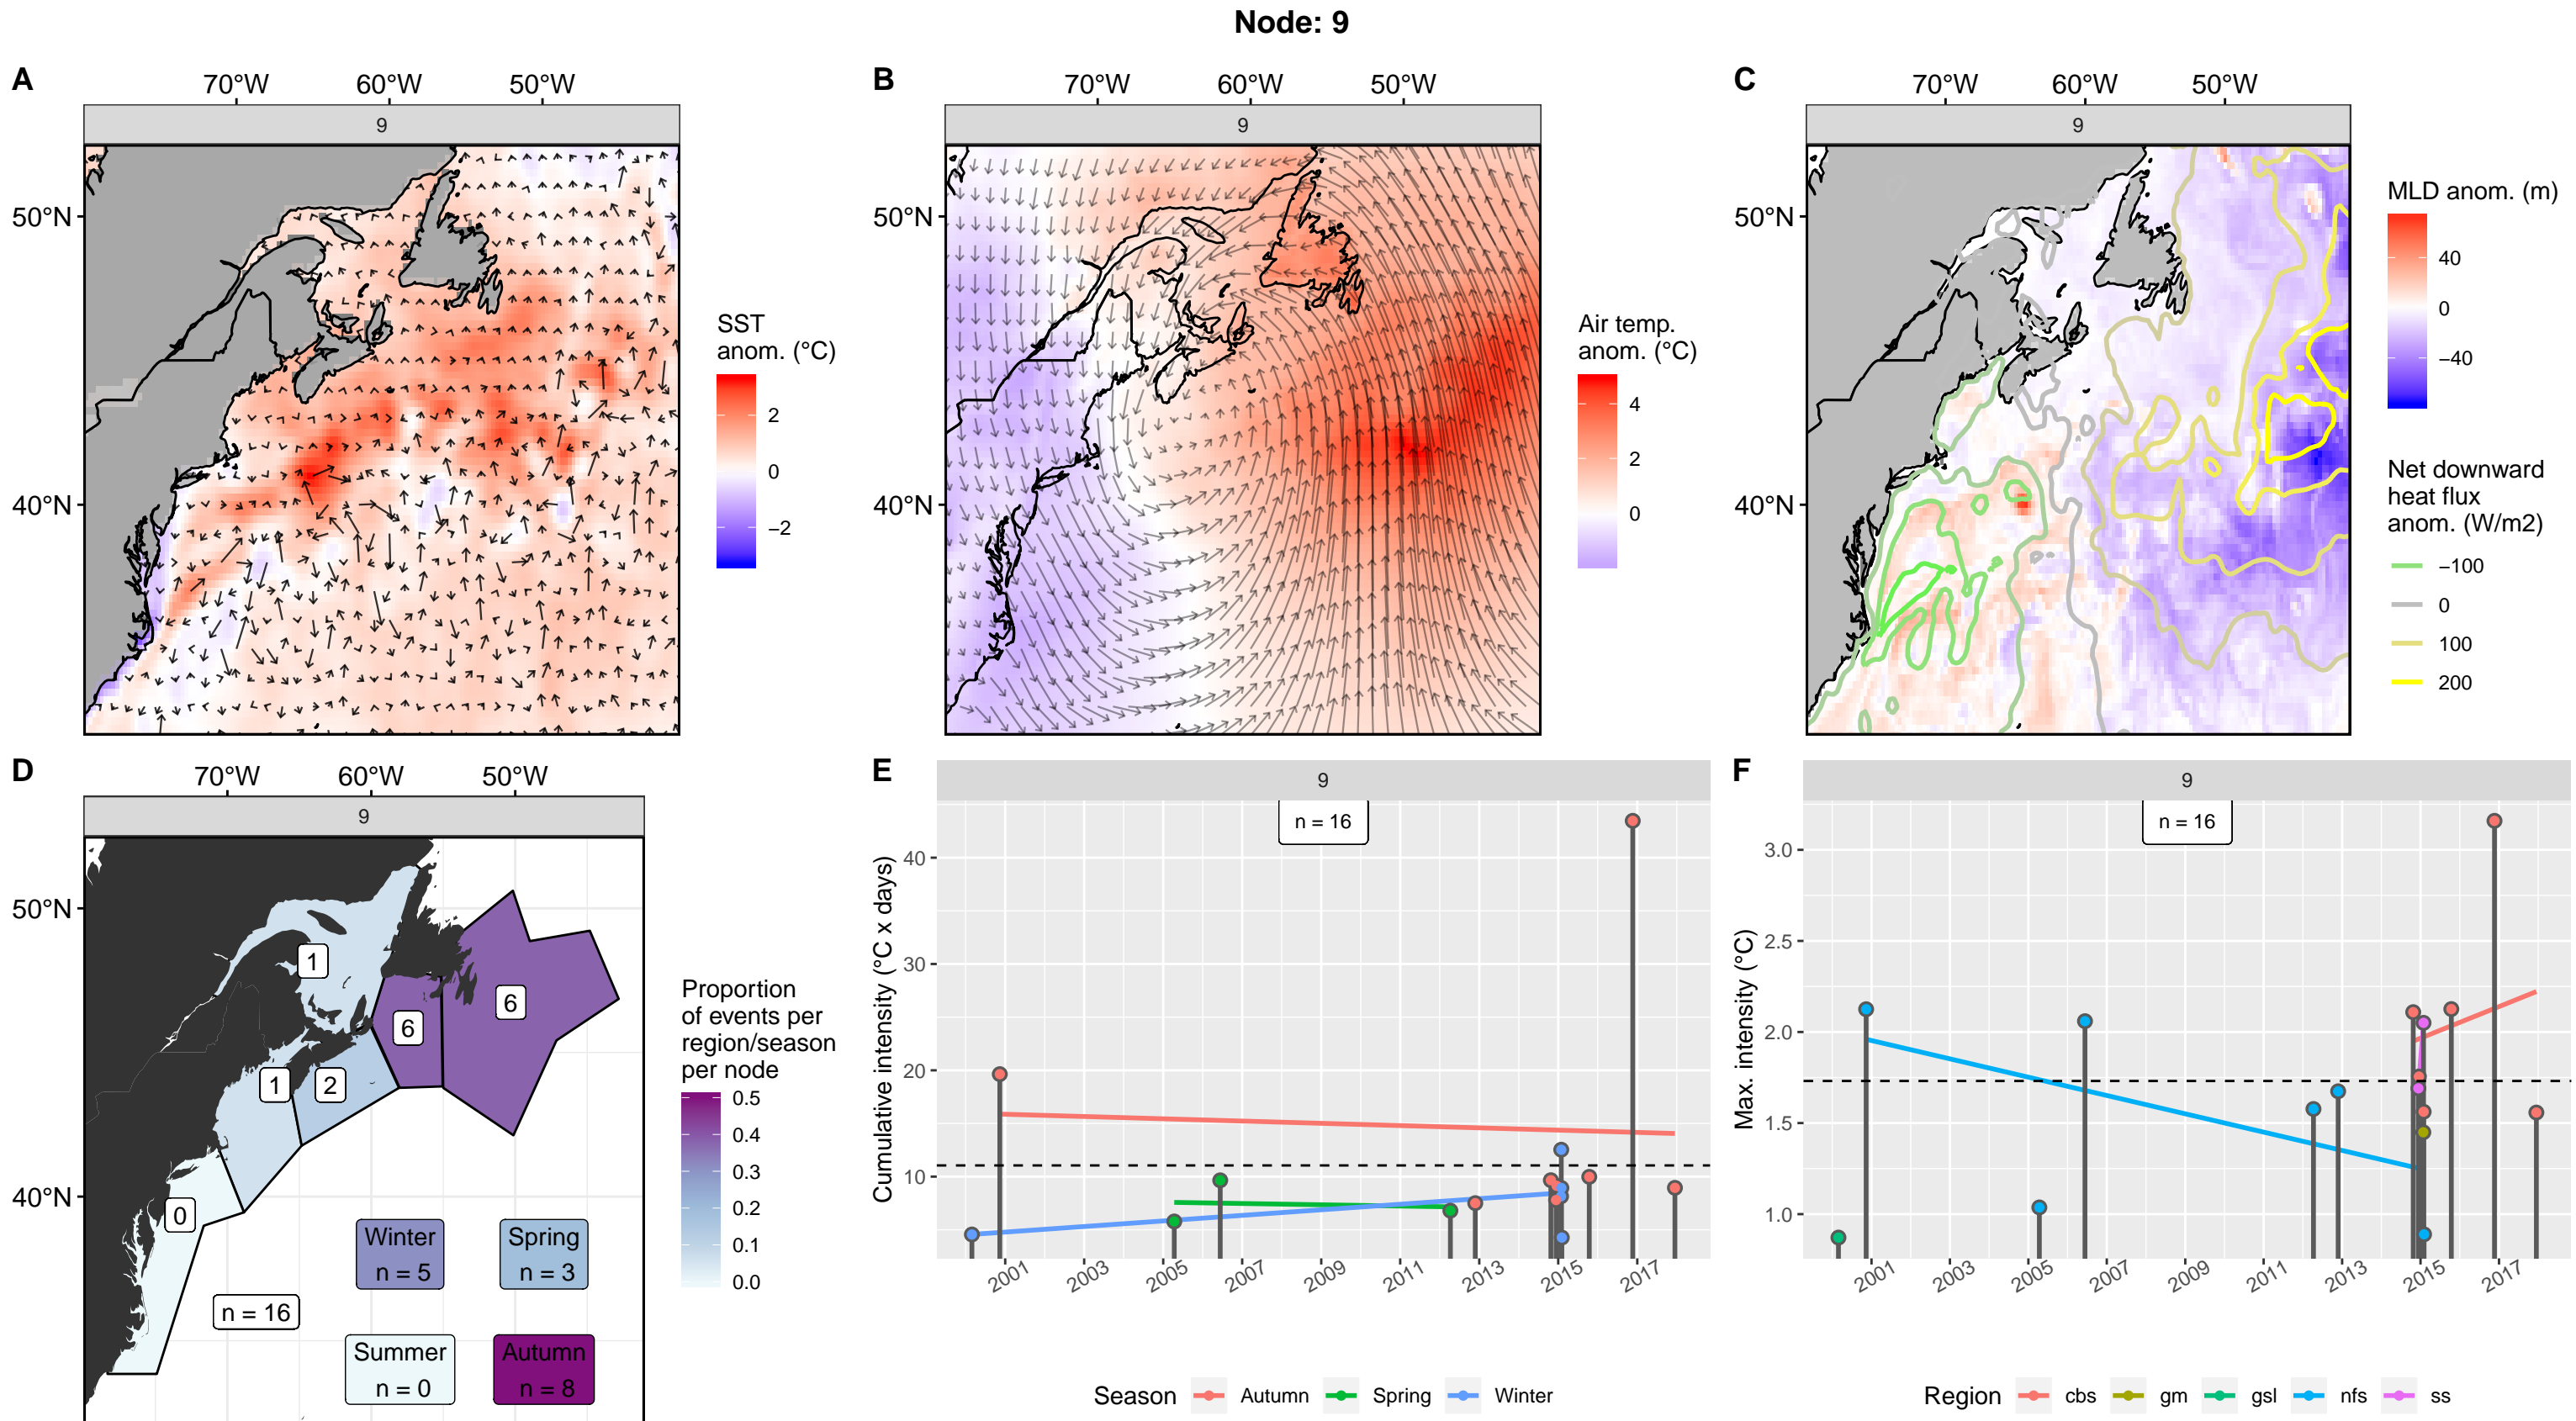 Node: 9
A
70°W 60°W 50°W
9
50°N
40°N
SST
anom. (°C)
2
0
−2
B
70°W 60°W 50°W
9
50°N
40°N
Air temp.
anom. (°C)
4
2
0
C
70°W 60°W 50°W
9
50°N
40°N
MLD anom. (m)
40
0
−40
Net downward
heat flux
anom. (W/m2)
−100
0
100
200
D
70°W 60°W 50°W
9
50°N
40°N
1
6
6
1
2
0
n = 16
Winter
n = 5
Spring
n = 3
Summer
n = 0
Autumn
n = 8
Proportion
of events per
region/season
per node
0.5
0.4
0.3
0.2
0.1
0.0
E
9
n = 16
Cumulative intensity (°C x days)
40
30
20
10
2001 2003 2005 2007 2009 2011 2013 2015 2017
Season Autumn Spring Winter
F
9
n = 16
Max. intensity (°C)
3.0
2.5
2.0
1.5
1.0
2001 2003 2005 2007 2009 2011 2013 2015 2017
Region cbs gm gsl nfs ss